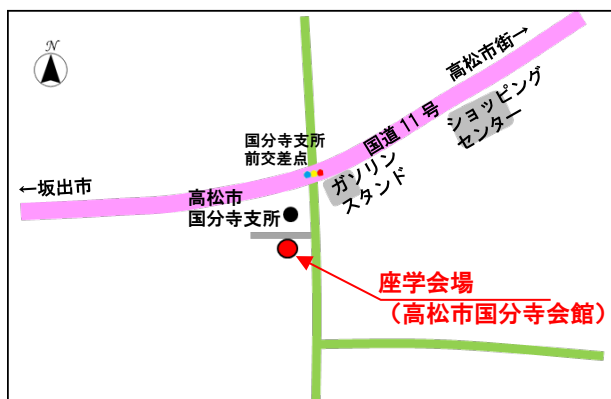 N
高松市街→
ショッピング
センター
国道11号
国分寺支所
前交差点
ガソリン
スタンド
←坂出市
高松市
国分寺支所
座学会場
（高松市国分寺会館）